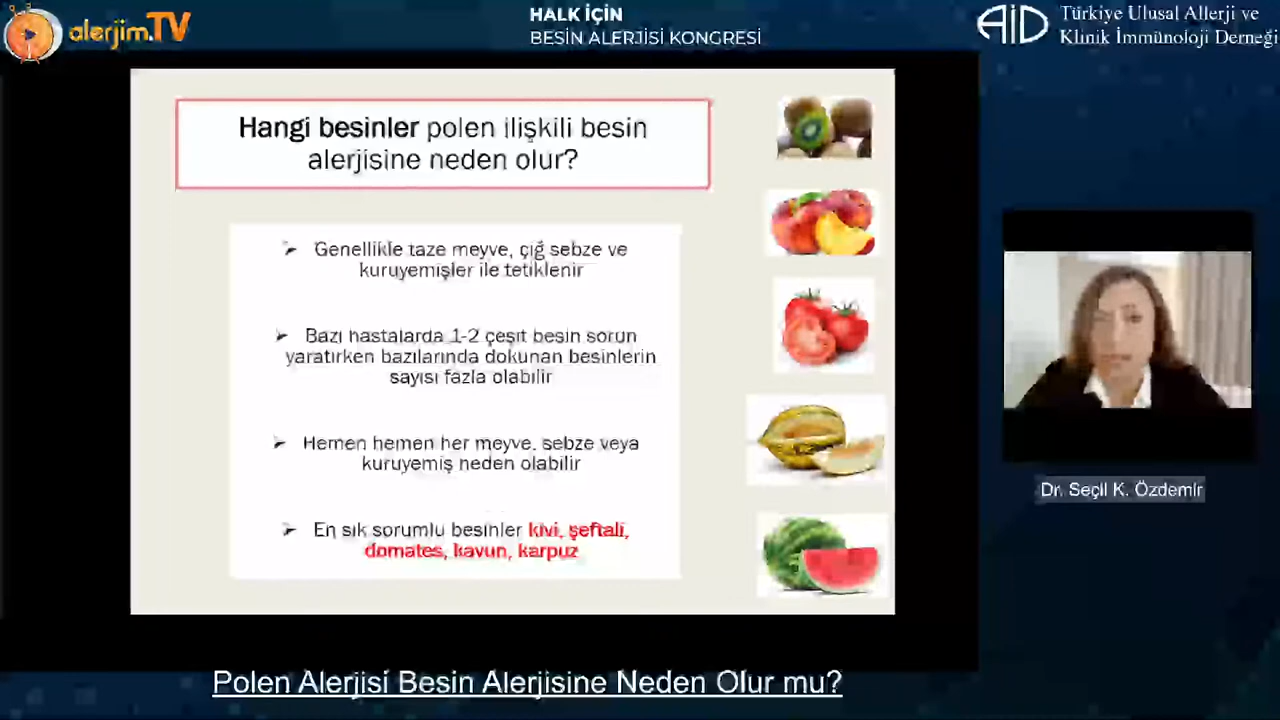 alerjim.TV
HALK İÇİN
BESİN ALERJİSİ KONGRESİ
AİD
Türkiye Ulusal Allerji ve
Klinik İmmünoloji Derneği
Hangi besinler polen ilişkili besin
alerjisine neden olur?
➢ Genellikle taze meyve, çiğ sebze ve
kuruyemişler ile tetiklenir
➢ Bazı hastalarda 1-2 çeşit besin sorun
yaratırken bazılarında dokunan besinlerin
sayısı fazla olabilir
➢ Hemen hemen her meyve, sebze veya
kuruyemiş neden olabilir
➢ En sık sorumlu besinler kivi, şeftali,
domates, kavun, karpuz
Dr. Seçil K. Özdemir
Polen Alerjisi Besin Alerjisine Neden Olur mu?